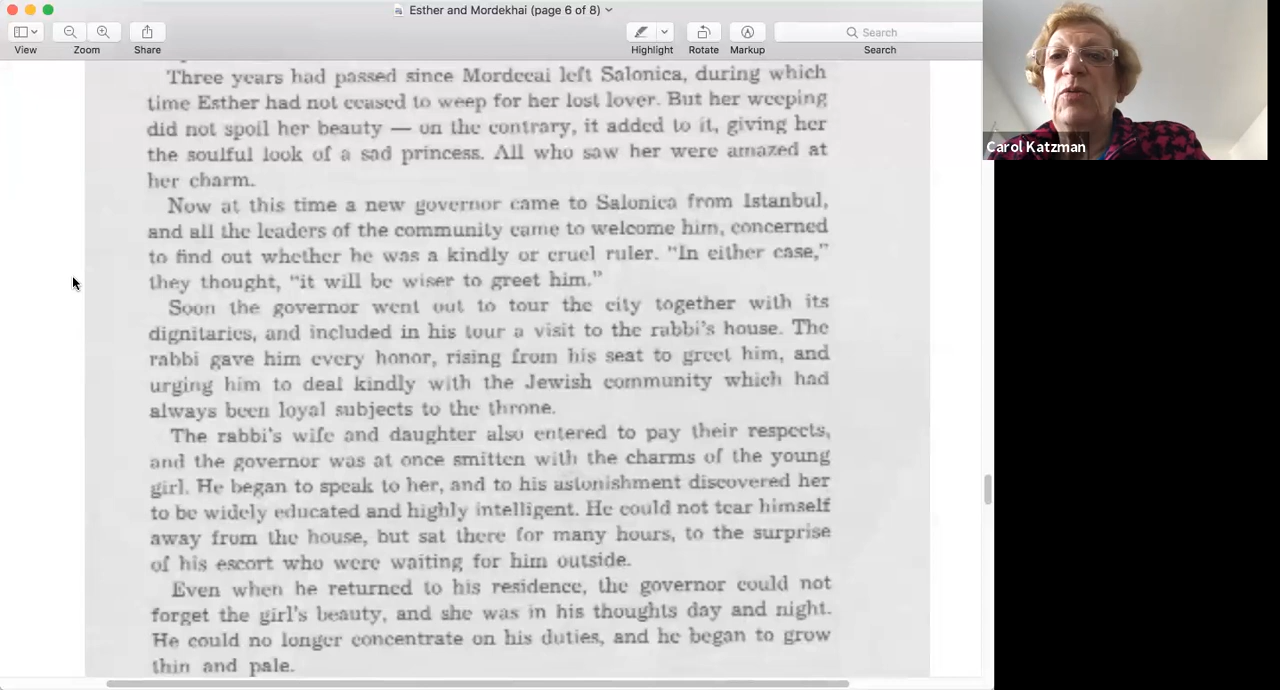 Esther and Mordekhai (page 6 of 8)
View
Zoom
Share
Highlight
Rotate
Markup
Search
Search
Carol Katzman
Three years had passed since Mordecai left Salonica, during which
time Esther had not ceased to weep for her lost lover. But her weeping
did not spoil her beauty — on the contrary, it added to it, giving her
the soulful look of a sad princess. All who saw her were amazed at
her charm.
Now at this time a new governor came to Salonica from Istanbul,
and all the leaders of the community came to welcome him, concerned
to find out whether he was a kindly or cruel ruler. “In either case,”
they thought, “it will be wiser to greet him.”
Soon the governor went out to tour the city together with its
dignitaries, and included in his tour a visit to the rabbi’s house. The
rabbi gave him every honor, rising from his seat to greet him, and
urging him to deal kindly with the Jewish community which had
always been loyal subjects to the throne.
The rabbi’s wife and daughter also entered to pay their respects,
and the governor was at once smitten with the charms of the young
girl. He began to speak to her, and to his astonishment discovered her
to be widely educated and highly intelligent. He could not tear himself
away from the house, but sat there for many hours, to the surprise
of his escort who were waiting for him outside.
Even when he returned to his residence, the governor could not
forget the girl’s beauty, and she was in his thoughts day and night.
He could no longer concentrate on his duties, and he began to grow
thin and pale.